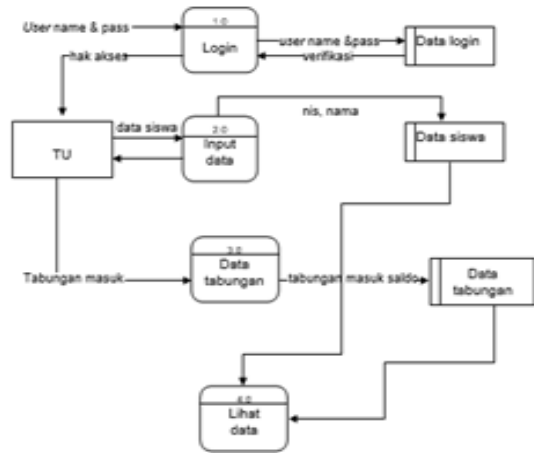 1.0
User name & pass
Login
user name &pass
Data login
hak akses
verifikasi
nis, nama
data siswa
2.0
TU
Input
data
Data siswa
3.0
Data
tabungan
Tabungan masuk
tabungan masuk saldo
Data
tabungan
Lihat
data